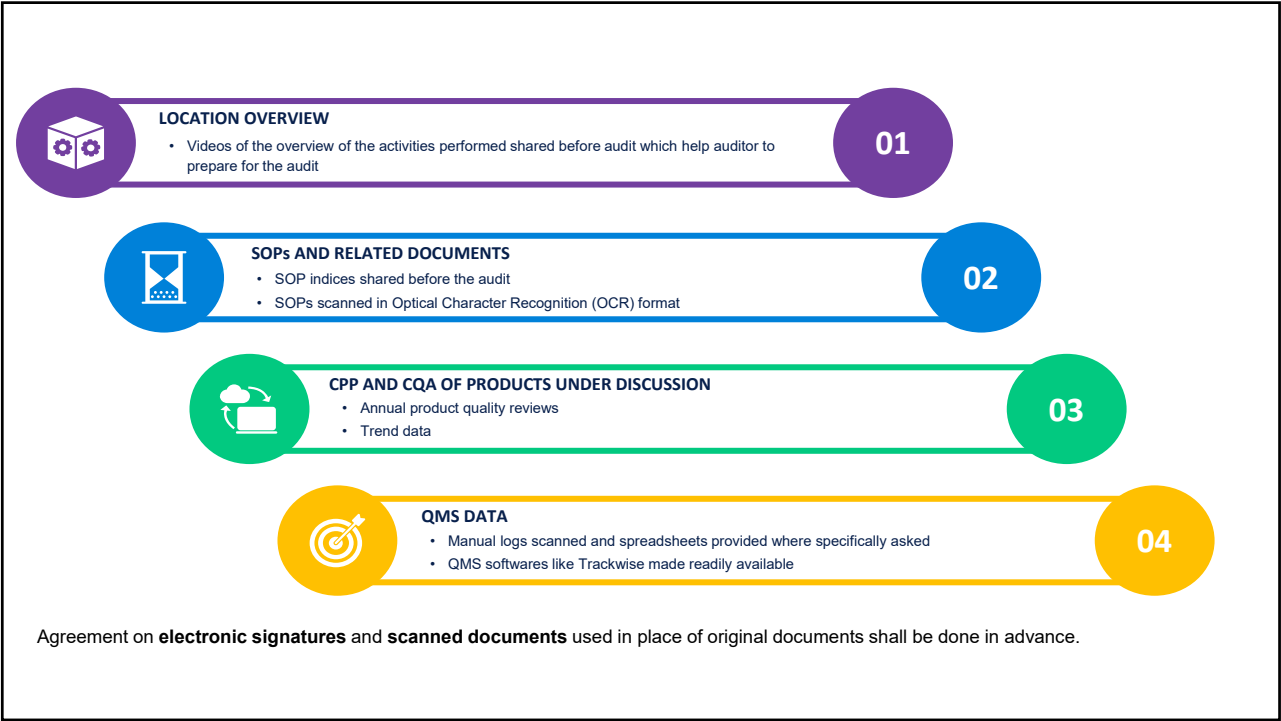 LOCATION OVERVIEW
• Videos of the overview of the activities performed shared before audit which help auditor to
prepare for the audit
01
SOPs AND RELATED DOCUMENTS
• SOP indices shared before the audit
• SOPs scanned in Optical Character Recognition (OCR) format
02
CPP AND CQA OF PRODUCTS UNDER DISCUSSION
• Annual product quality reviews
• Trend data
03
QMS DATA
• Manual logs scanned and spreadsheets provided where specifically asked
• QMS softwares like Trackwise made readily available
04
Agreement on electronic signatures and scanned documents used in place of original documents shall be done in advance.